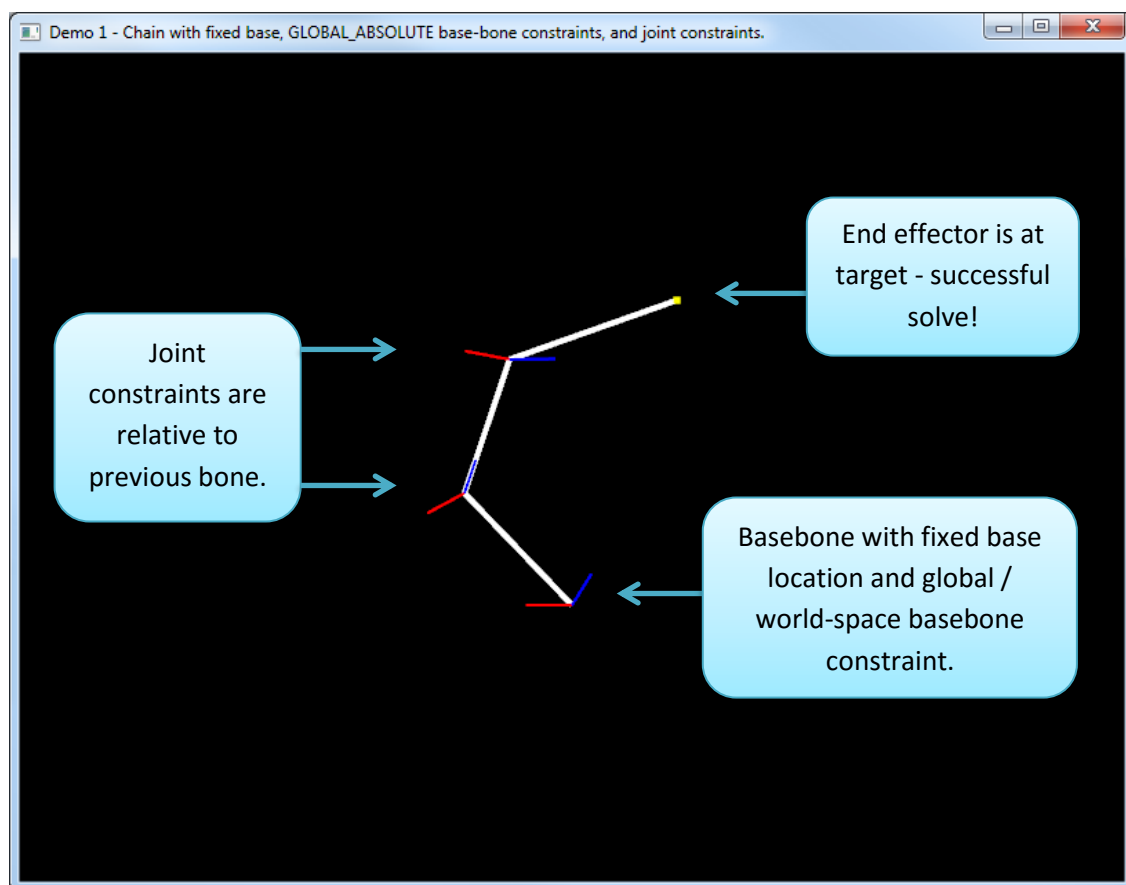 Demo 1 - Chain with fixed base, GLOBAL_ABSOLUTE base-bone constraints, and joint constraints.
End effector is at
target - successful
solve!
Joint
constraints are
relative to
previous bone.
Basebone with fixed base
location and global /
world-space basebone
constraint.